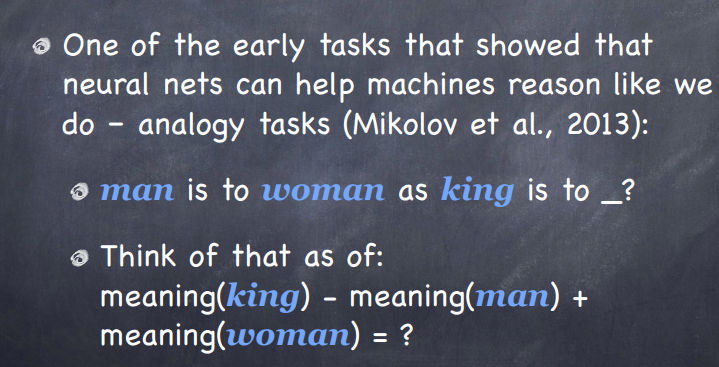 One of the early tasks that showed that
neural nets can help machines reason like we
do - analogy tasks (Mikolov et al., 2013):
man is to woman as king is to _?
Think of that as of:
meaning(king) - meaning(man) +
meaning(woman) = ?